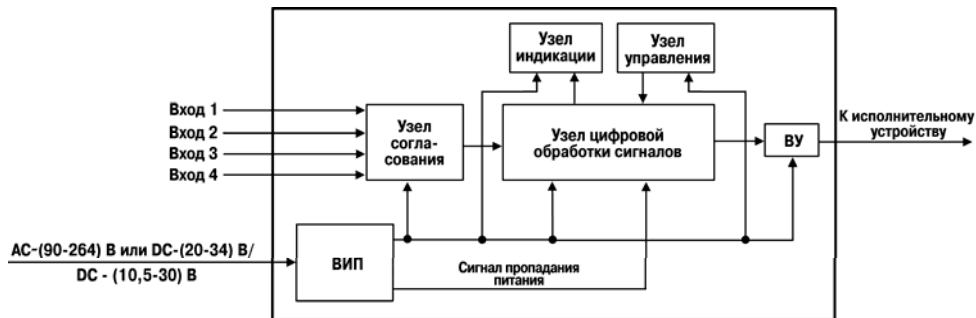 Узел
индикации
Узел
управления
Вход 1
Вход 2
Вход 3
Вход 4
Узел
согла-
сования
Узел цифровой
обработки сигналов
ВУ
К исполнительному
устройству
AC~(90-264) В или DC-(20-34) В/
DC - (10,5-30) В
ВИП
Сигнал пропадания
питания